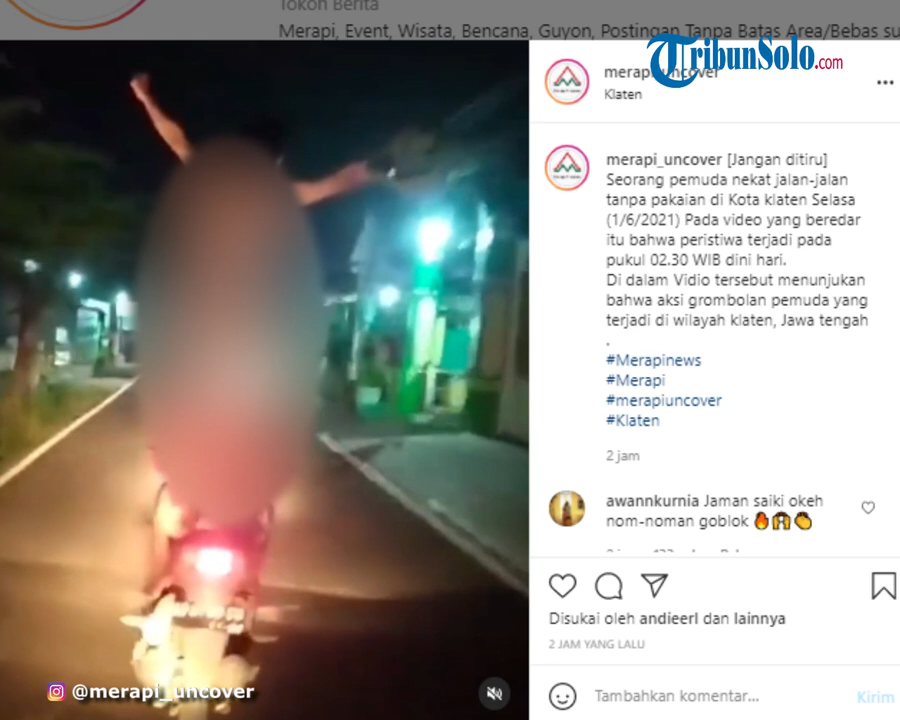 Tokoh Berita
Merapi, Event, Wisata, Bencana, Guyon, Postingan Tanpa Batas Area/Bebas su
TribunSolo.com
merapi_uncover
Klaten
merapi_uncover [Jangan ditiru]
Seorang pemuda nekat jalan-jalan
tanpa pakaian di Kota klaten Selasa
(1/6/2021) Pada video yang beredar
itu bahwa peristiwa terjadi pada
pukul 02.30 WIB dini hari.
Di dalam Vidio tersebut menunjukan
bahwa aksi grombolan pemuda yang
terjadi di wilayah klaten, Jawa tengah
.
#Merapinews
#Merapi
#merapiuncover
#Klaten
2 jam
awannkurnia Jaman saiki okeh
nom-noman goblok 🔥🙌👏
Disukai oleh andieerl dan lainnya
2 JAM YANG LALU
Tambahkan komentar...
Kirim
@merapi_uncover